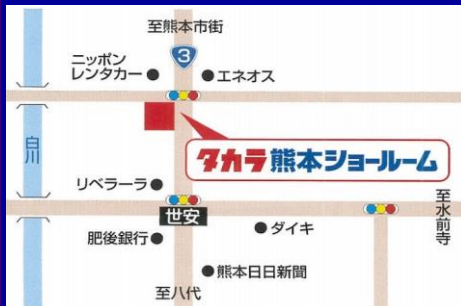 至熊本市街
3
ニッポン
レンタカー
エネオス
白川
タカラ熊本ショールーム
リベラーラ
世安
至水前寺
肥後銀行
ダイキ
熊本日日新聞
至八代